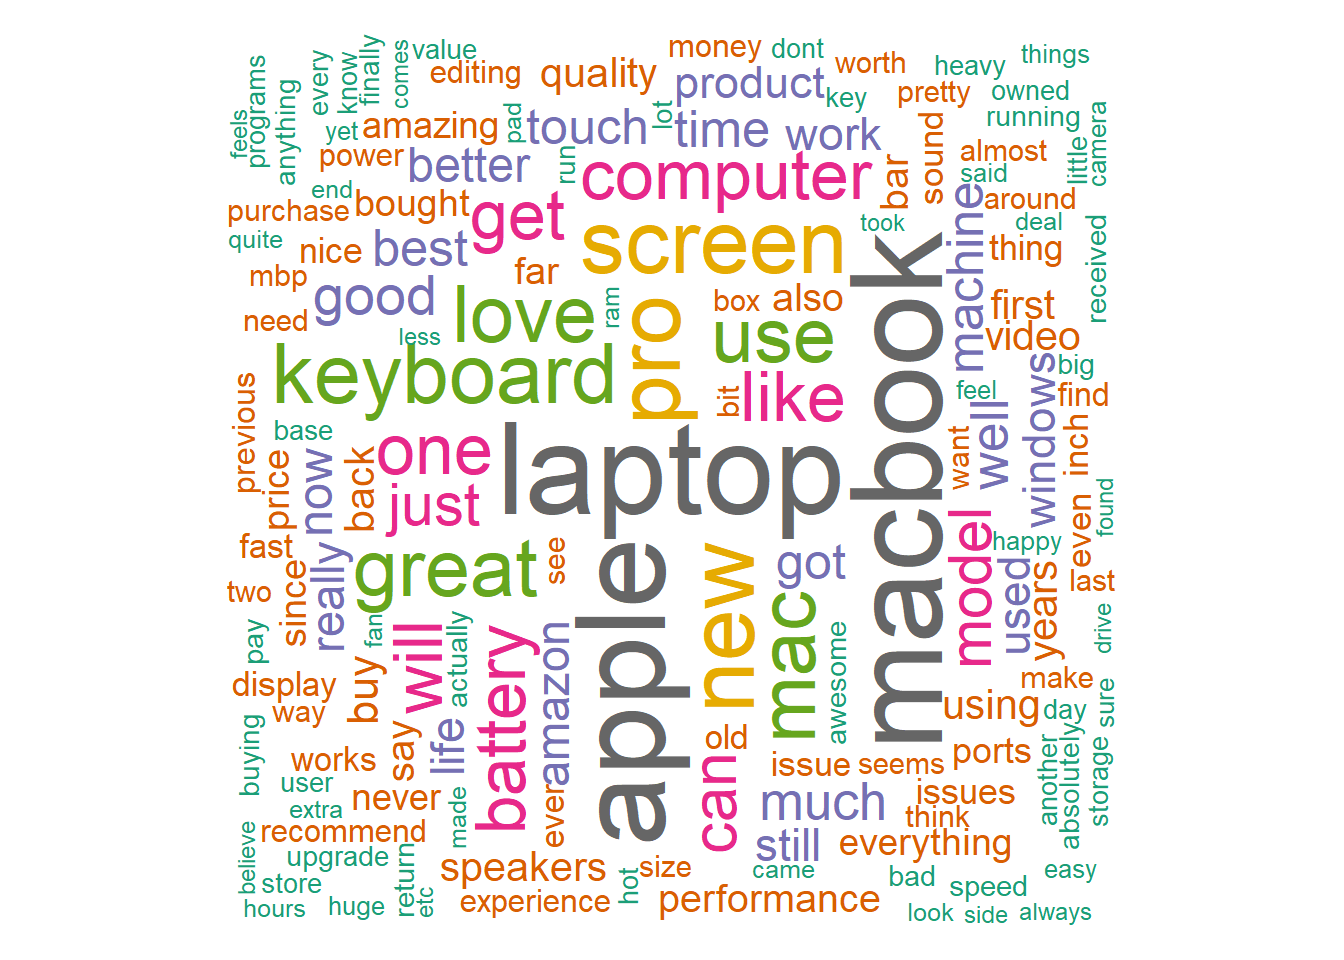 money
dont
things
value
comes
finally
know
every
editing
quality
product
worth
heavy
programs
feels
anything
yet
amazing
pad
touch
lot
time
work
key
pretty
owned
running
camera
little
power
better
run
computer
bar
sound
almost
said
end
purchase
bought
get
took
machine
around
deal
quite
nice
best
far
screen
macbook
thing
received
mbp
good
love
ram
pro
box
also
first
need
less
use
video
keyboard
bit
like
feel
big
find
previous
base
one
laptop
want
well
windows
inch
price
now
back
just
model
even
found
fast
great
see
new
got
happy
two
since
really
apple
mac
used
years
last
pay
fan
will
actually
battery
amazon
awesome
drive
display
way
buy
say
life
make
using
day
sure
buying
works
old
can
issue
seems
ports
another
absolutely
storage
user
extra
never
made
ever
much
issues
think
recommend
still
everything
believe
upgrade
store
return
etc
speakers
hot
size
came
bad
speed
easy
hours
huge
experience
performance
look
side
always